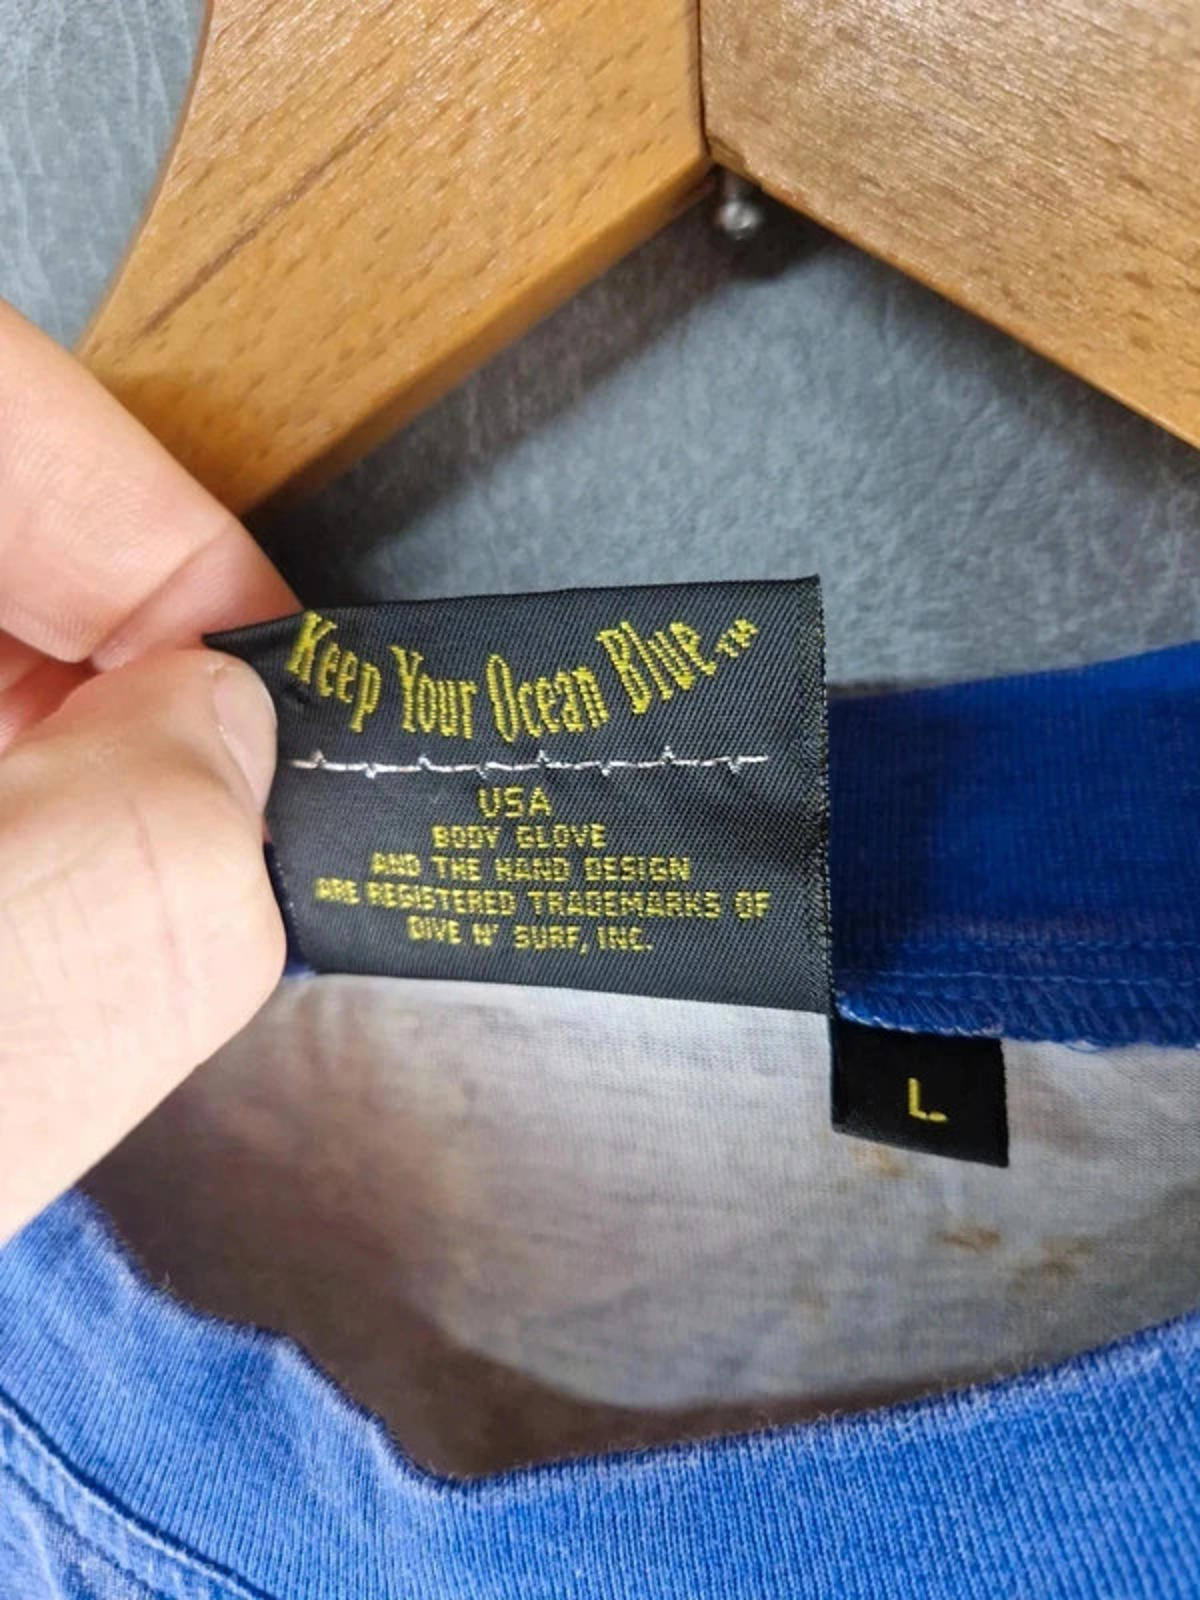 Keep Your Ocean Blue™
USA
BODY GLOVE
AND THE HAND DESIGN
ARE REGISTERED TRADEMARKS OF
DIVE N' SURF, INC.
L.